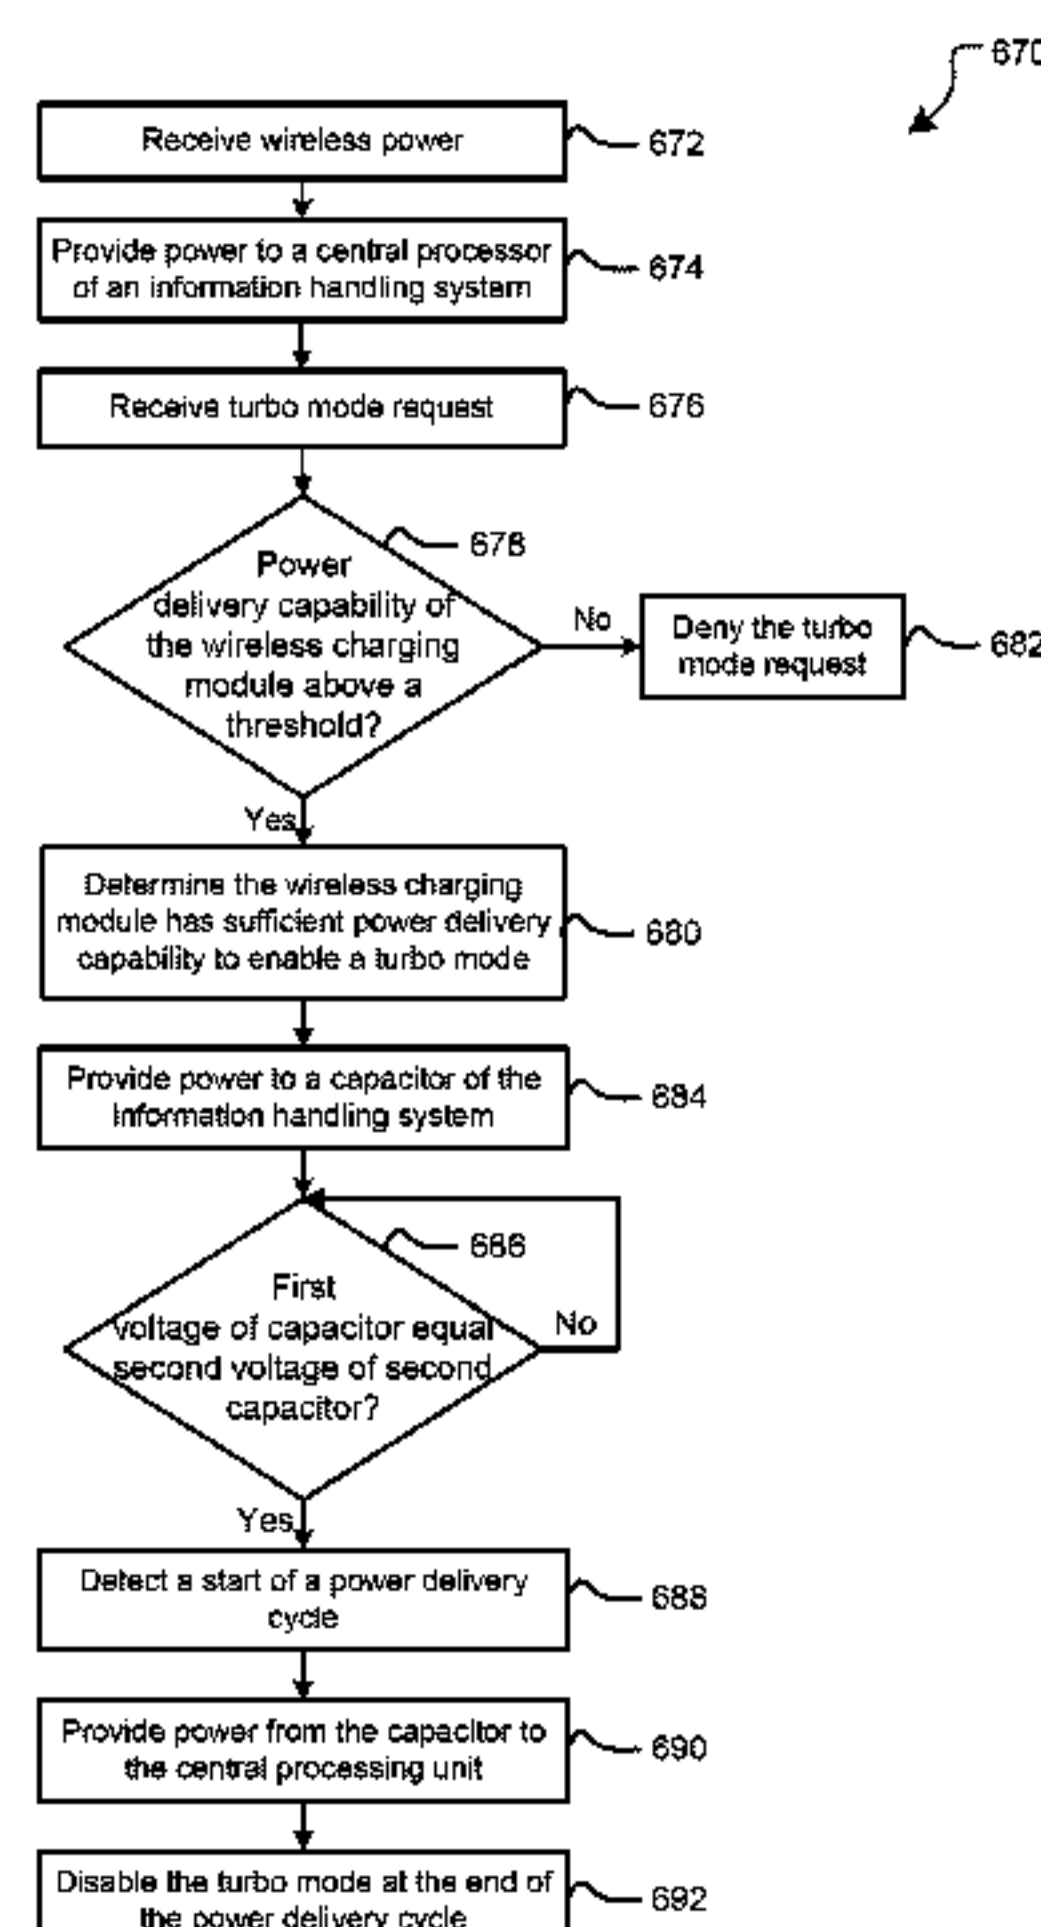 670
Receive wireless power
672
Provide power to a central processor
of an information handling system
674
Receive turbo mode request
676
678
Power
delivery capability of
the wireless charging
module above a
threshold?
No
Deny the turbo
mode request
682
Yes
Determine the wireless charging
module has sufficient power delivery
capability to enable a turbo mode
680
Provide power to a capacitor of the
information handling system
684
686
First
voltage of capacitor equal
second voltage of second
capacitor?
No
Yes
Detect a start of a power delivery
cycle
688
Provide power from the capacitor to
the central processing unit
690
Disable the turbo mode at the end of
the power delivery cycle
692